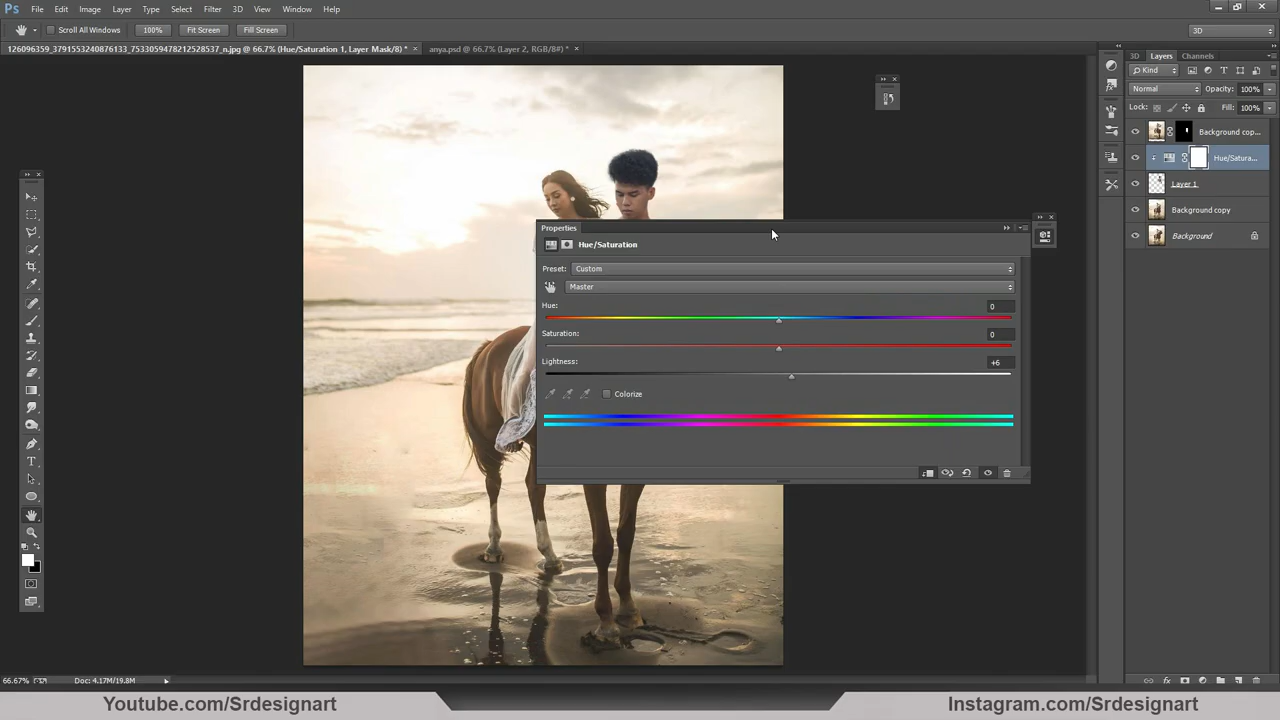 Ps File Edit Image Layer Type Select Filter 3D View Window Help
Scroll All Windows 100% Fit Screen Fill Screen 3D
126096359_3791553240876133_7533059478212528537_n.jpg @ 66.7% (Hue/Saturation 1, Layer Mask/8) * × anya.psd @ 66.7% (Layer 2, RGB/8#) * ×
3D Layers Channels
Kind
Normal Opacity: 100%
Lock: Fill: 100%
Background cop...
Hue/Satura...
Layer 1
Background copy
Background
Properties
Hue/Saturation
Preset: Custom
Master
Hue: 0
Saturation: 0
Lightness: +6
Colorize
66.67% Doc: 4.17M/19.8M
Youtube.com/Srdesignart Instagram.com/Srdesignart